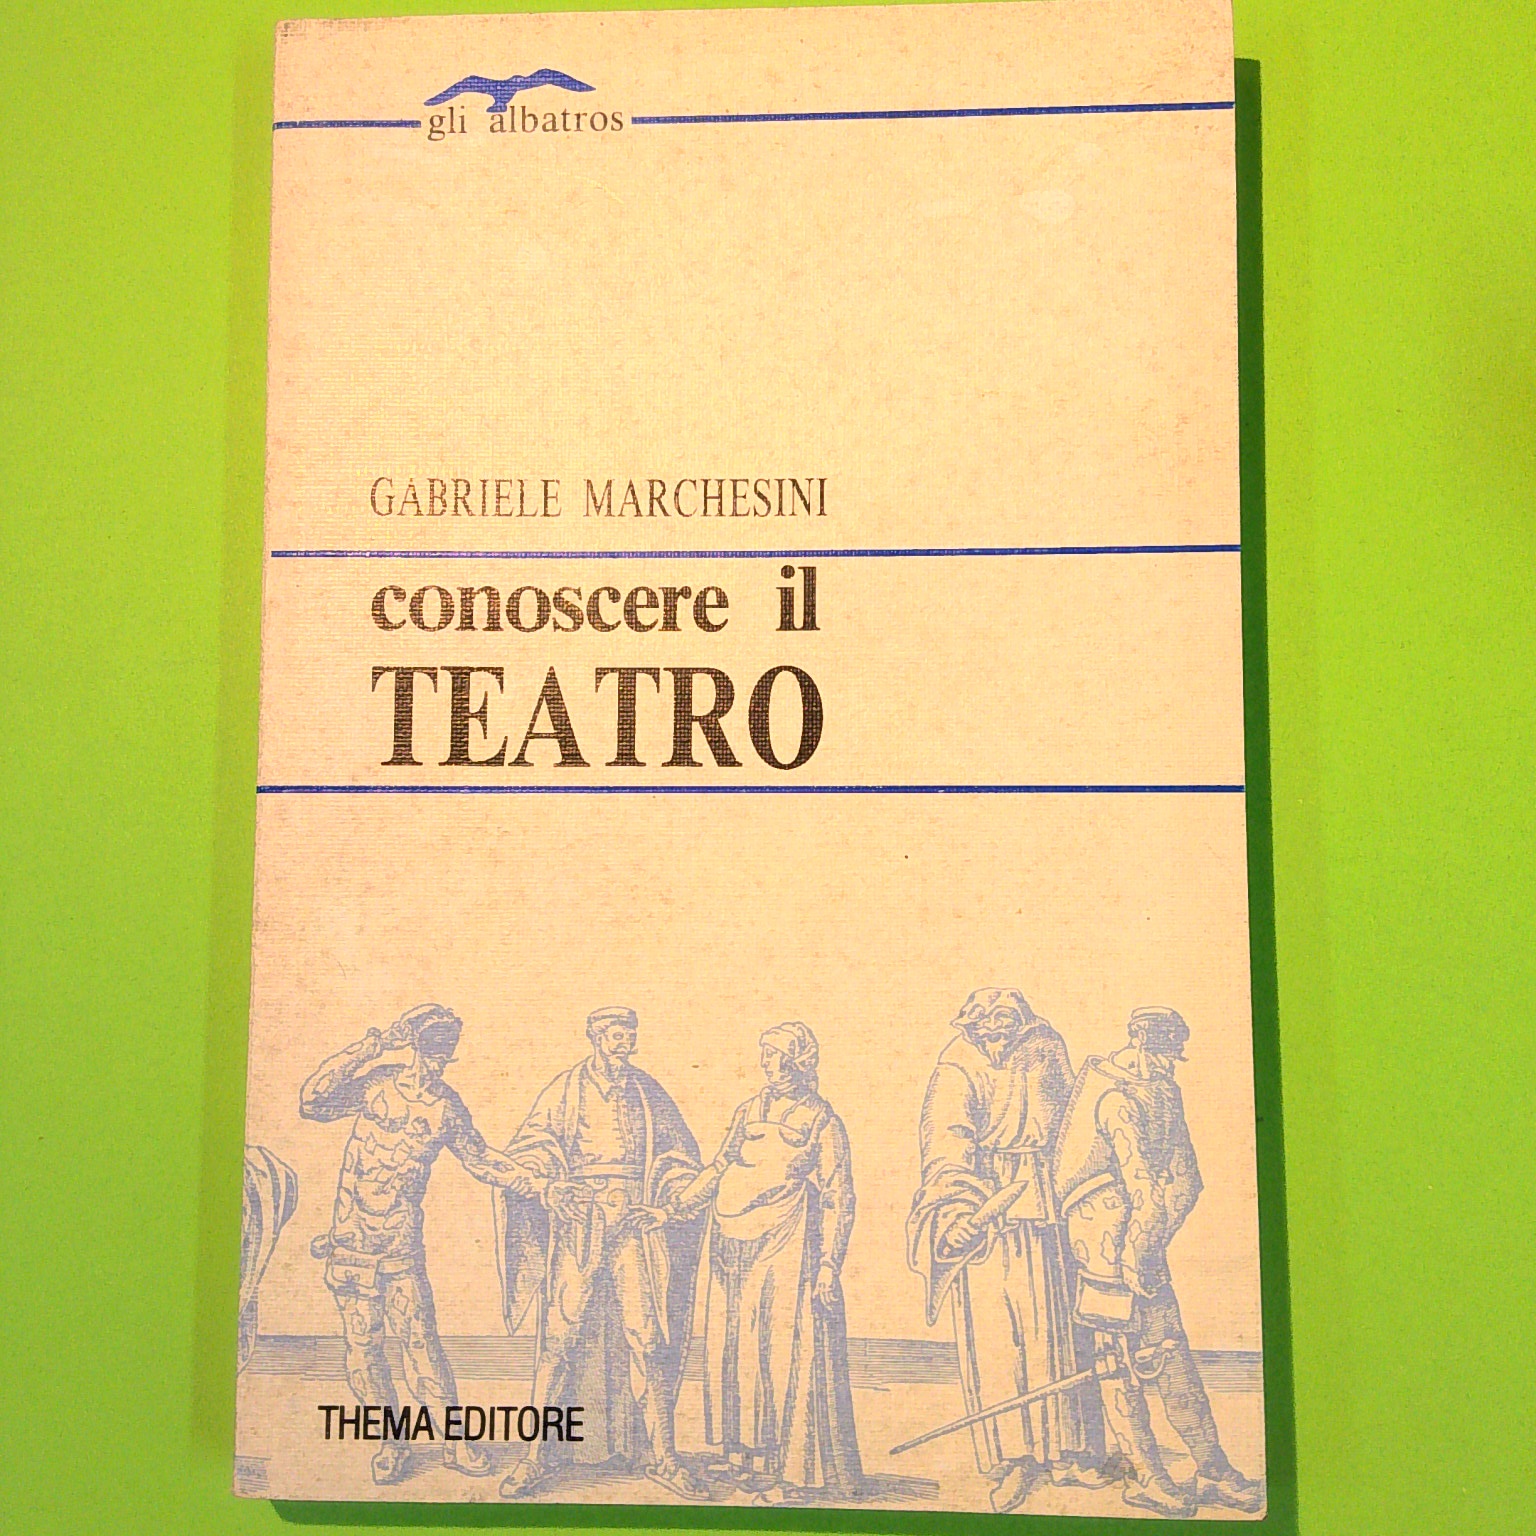 gli albatros
GABRIELE MARCHESINI
conoscere il
TEATRO
THEMA EDITORE